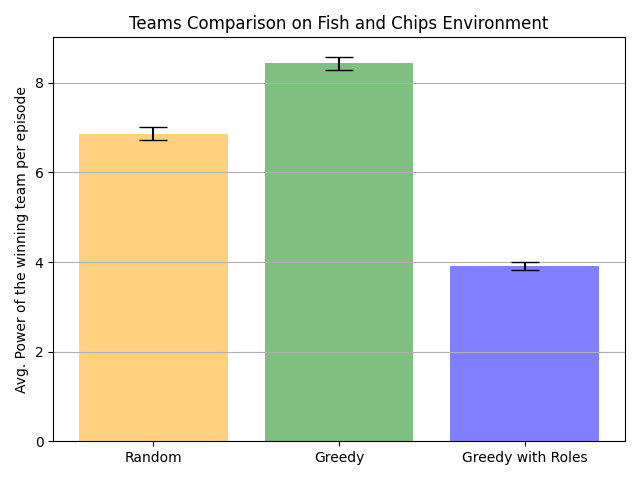 Teams Comparison on Fish and Chips Environment
Avg. Power of the winning team per episode
8
6
4
2
0
Random
Greedy
Greedy with Roles